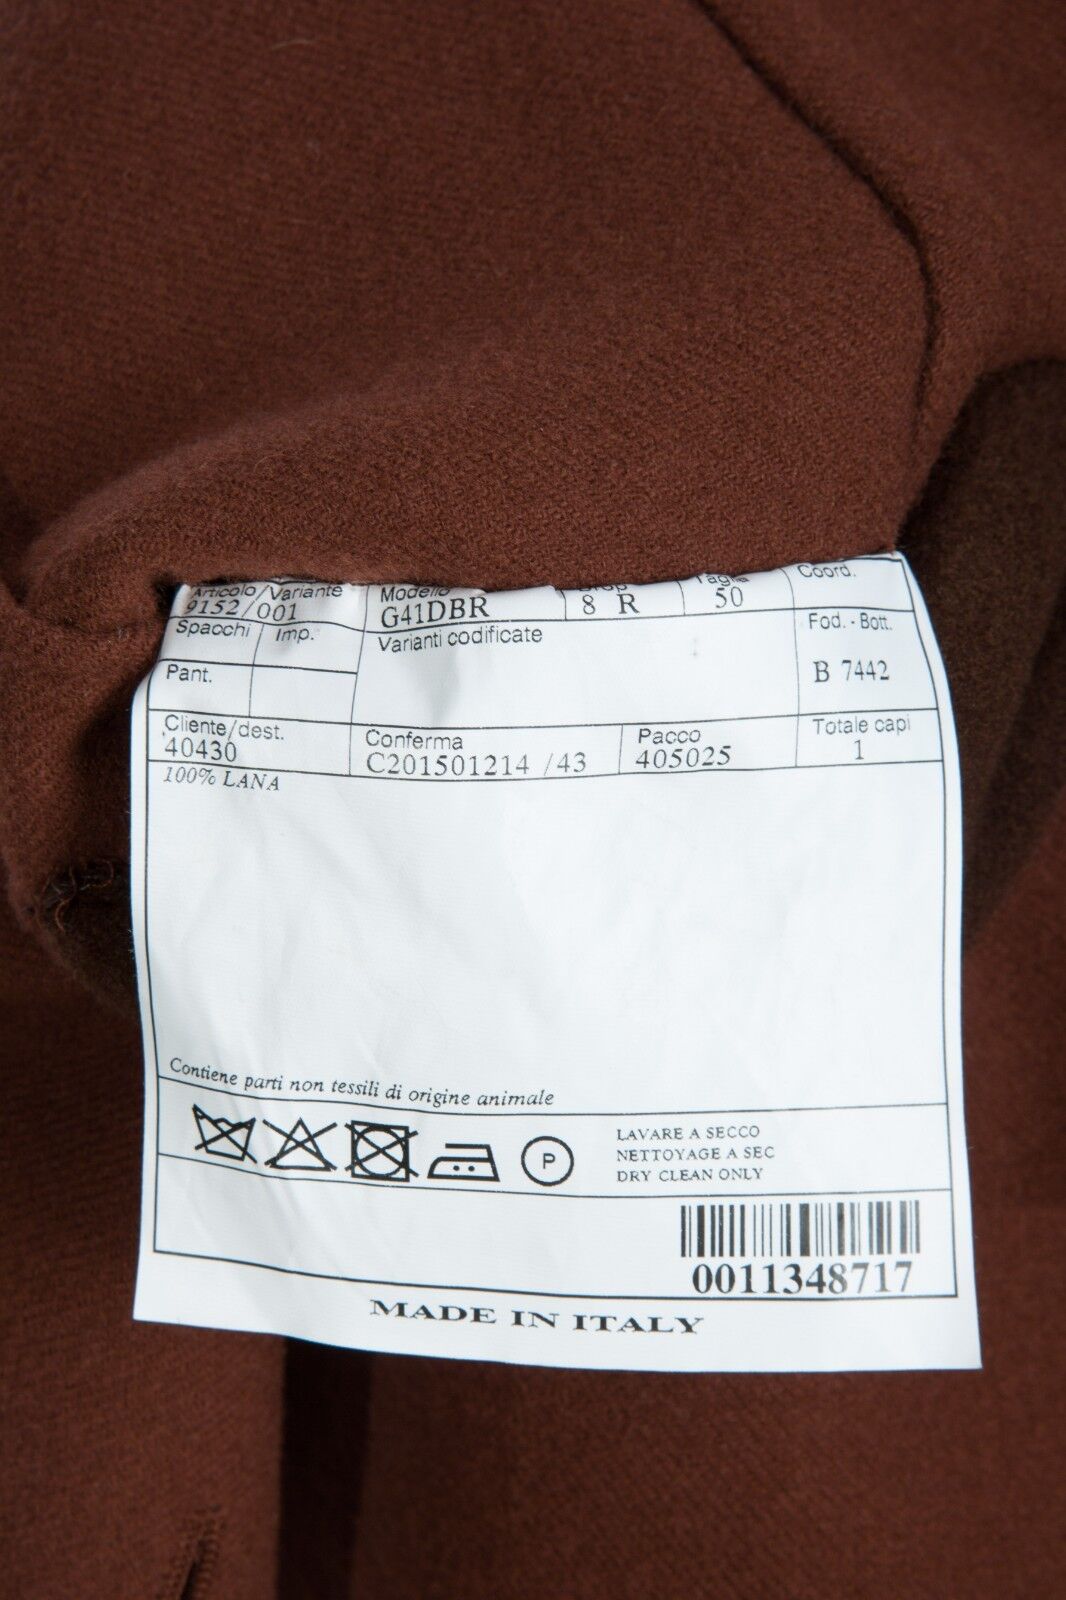 Articolo/Variante Modello Drop Taglia Coord.
9152/001 G41DBR 8 R 50
Spacchi Imp. Varianti codificate Fod.-Bott.
Pant. B 7442
Cliente/dest. Conferma Pacco Totale capi
40430 C201501214 /43 405025 1
100% LANA
Contiene parti non tessili di origine animale
P
LAVARE A SECCO
NETTOYAGE A SEC
DRY CLEAN ONLY
0011348717
MADE IN ITALY